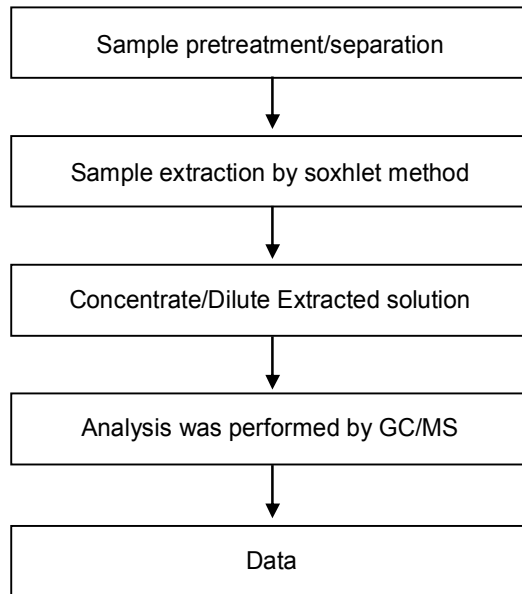 Sample pretreatment/separation
Sample extraction by soxhlet method
Concentrate/Dilute Extracted solution
Analysis was performed by GC/MS
Data